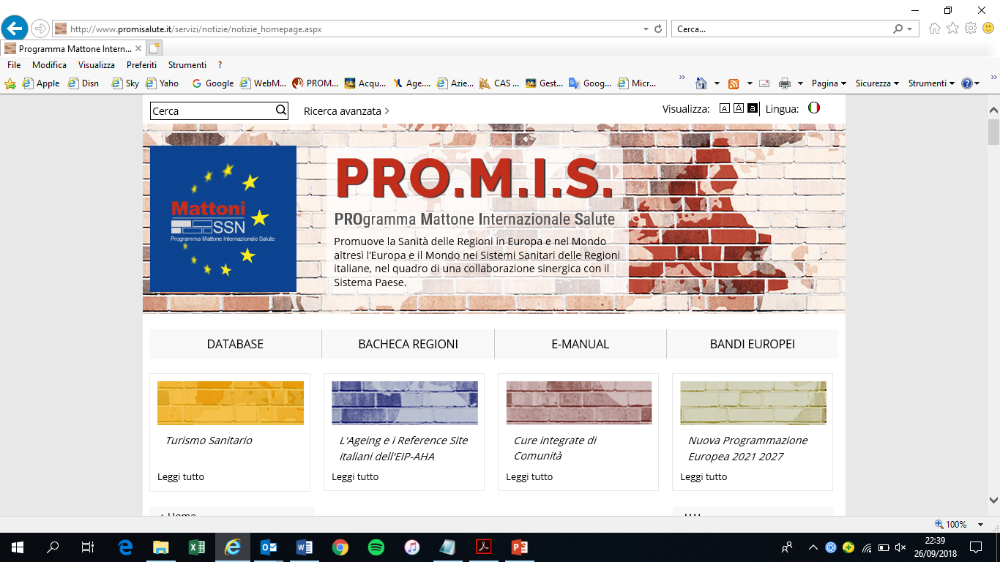 http://www.promisalute.it/servizi/notizie/notizie_homepage.aspx
Cerca...
Programma Mattone Intern...
File Modifica Visualizza Preferiti Strumenti ?
Apple Disn Sky Yaho Google WebM... PROM... Acqu... Age.... Azie... CAS ... Gest... Goog... Micr... Pagina Sicurezza Strumenti
Cerca Ricerca avanzata > Visualizza: A A a Lingua:
PRO.M.I.S.
PROgramma Mattone Internazionale Salute
Promuove la Sanità delle Regioni in Europa e nel Mondo
altresì l'Europa e il Mondo nei Sistemi Sanitari delle Regioni
italiane, nel quadro di una collaborazione sinergica con il
Sistema Paese.
Mattoni
SSN
Programma Mattone Internazionale Salute
DATABASE BACHECA REGIONI E-MANUAL BANDI EUROPEI
Turismo Sanitario
Leggi tutto
L'Ageing e i Reference Site
italiani dell'EIP-AHA
Leggi tutto
Cure integrate di
Comunità
Leggi tutto
Nuova Programmazione
Europea 2021 2027
Leggi tutto
Home
100%
22:39
26/09/2018